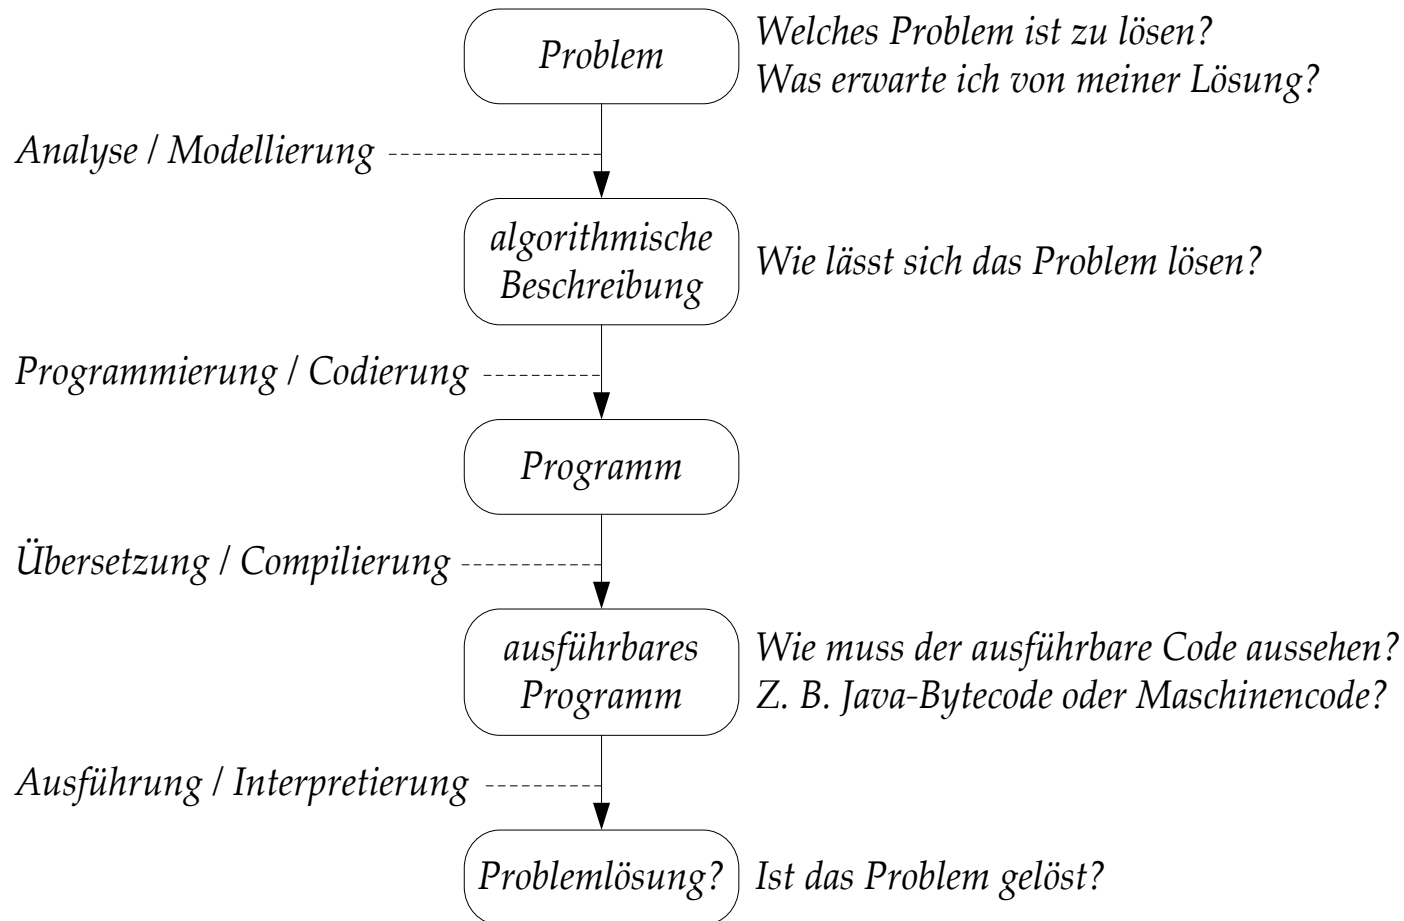 Problem
Welches Problem ist zu lösen?
Was erwarte ich von meiner Lösung?
Analyse / Modellierung
algorithmische
Beschreibung
Wie lässt sich das Problem lösen?
Programmierung / Codierung
Programm
Übersetzung / Compilierung
ausführbares
Programm
Wie muss der ausführbare Code aussehen?
Z. B. Java-Bytecode oder Maschinencode?
Ausführung / Interpretierung
Problemlösung?
Ist das Problem gelöst?